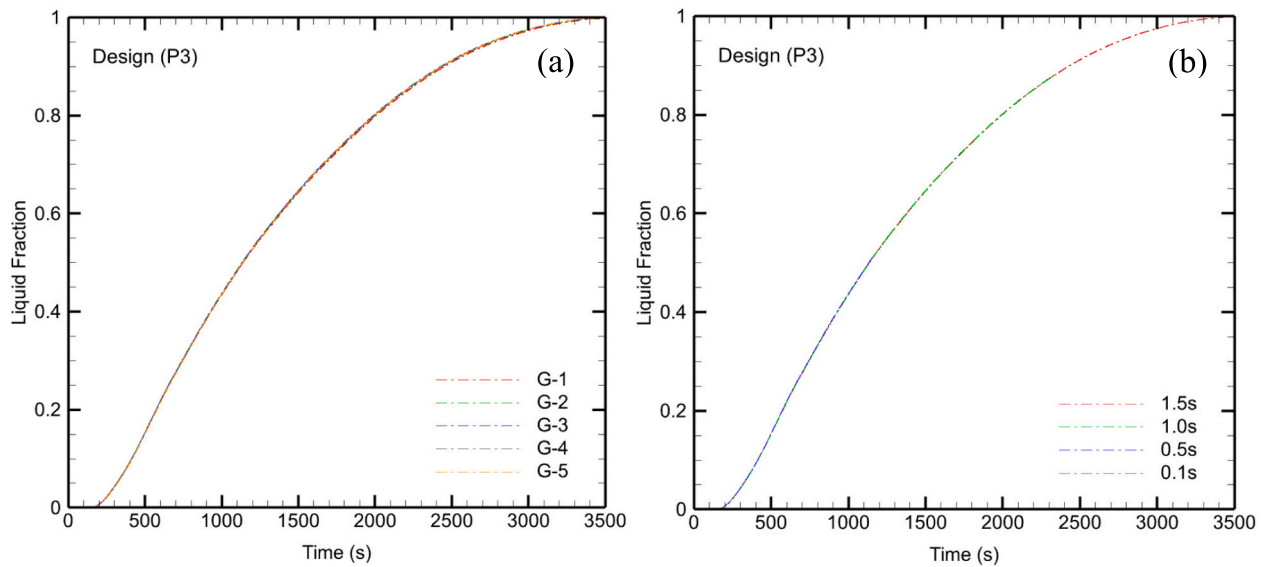 Design (P3)
(a)
Liquid Fraction
1
0.8
0.6
0.4
0.2
0
G-1
G-2
G-3
G-4
G-5
0 500 1000 1500 2000 2500 3000 3500
Time (s)
Design (P3)
(b)
Liquid Fraction
1
0.8
0.6
0.4
0.2
0
1.5s
1.0s
0.5s
0.1s
0 500 1000 1500 2000 2500 3000 3500
Time (s)